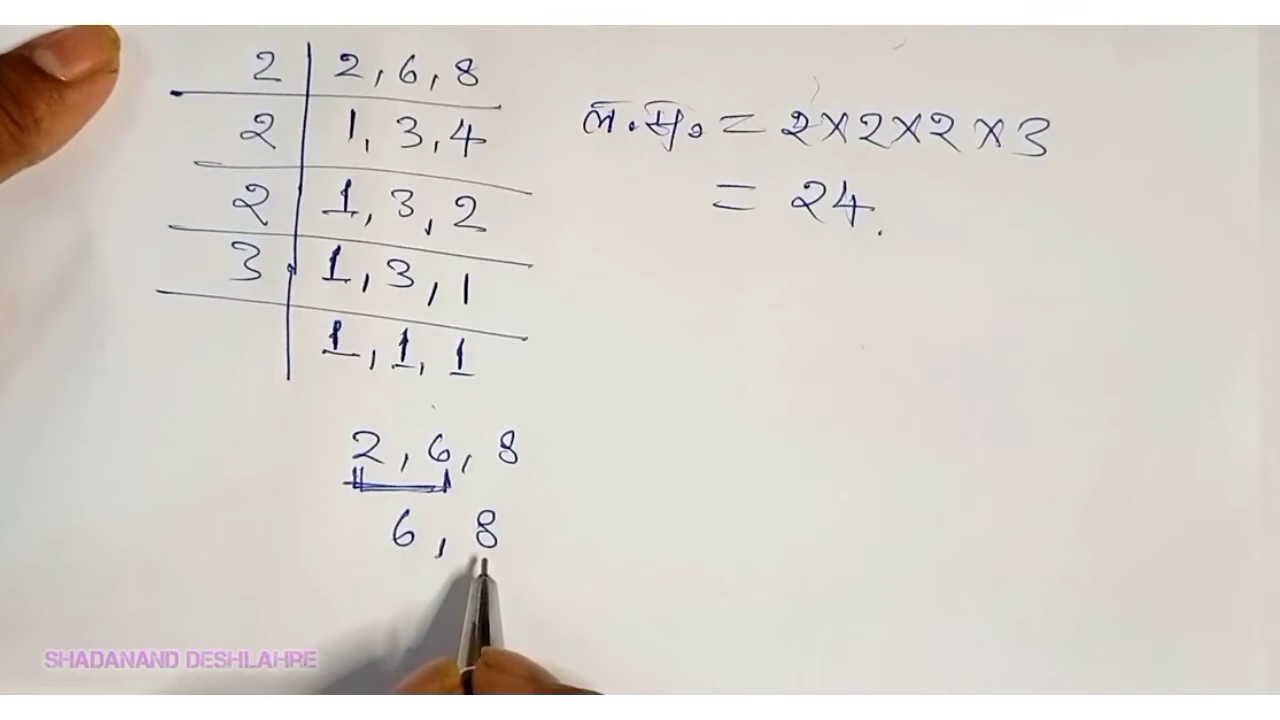 2 | 2, 6, 8
2 | 1, 3, 4
2 | 1, 3, 2
3 | 1, 3, 1
1, 1, 1
ल.स. = 2×2×2×3
= 24.
2, 6, 8
6, 8
SHADANAND DESHLAHRE